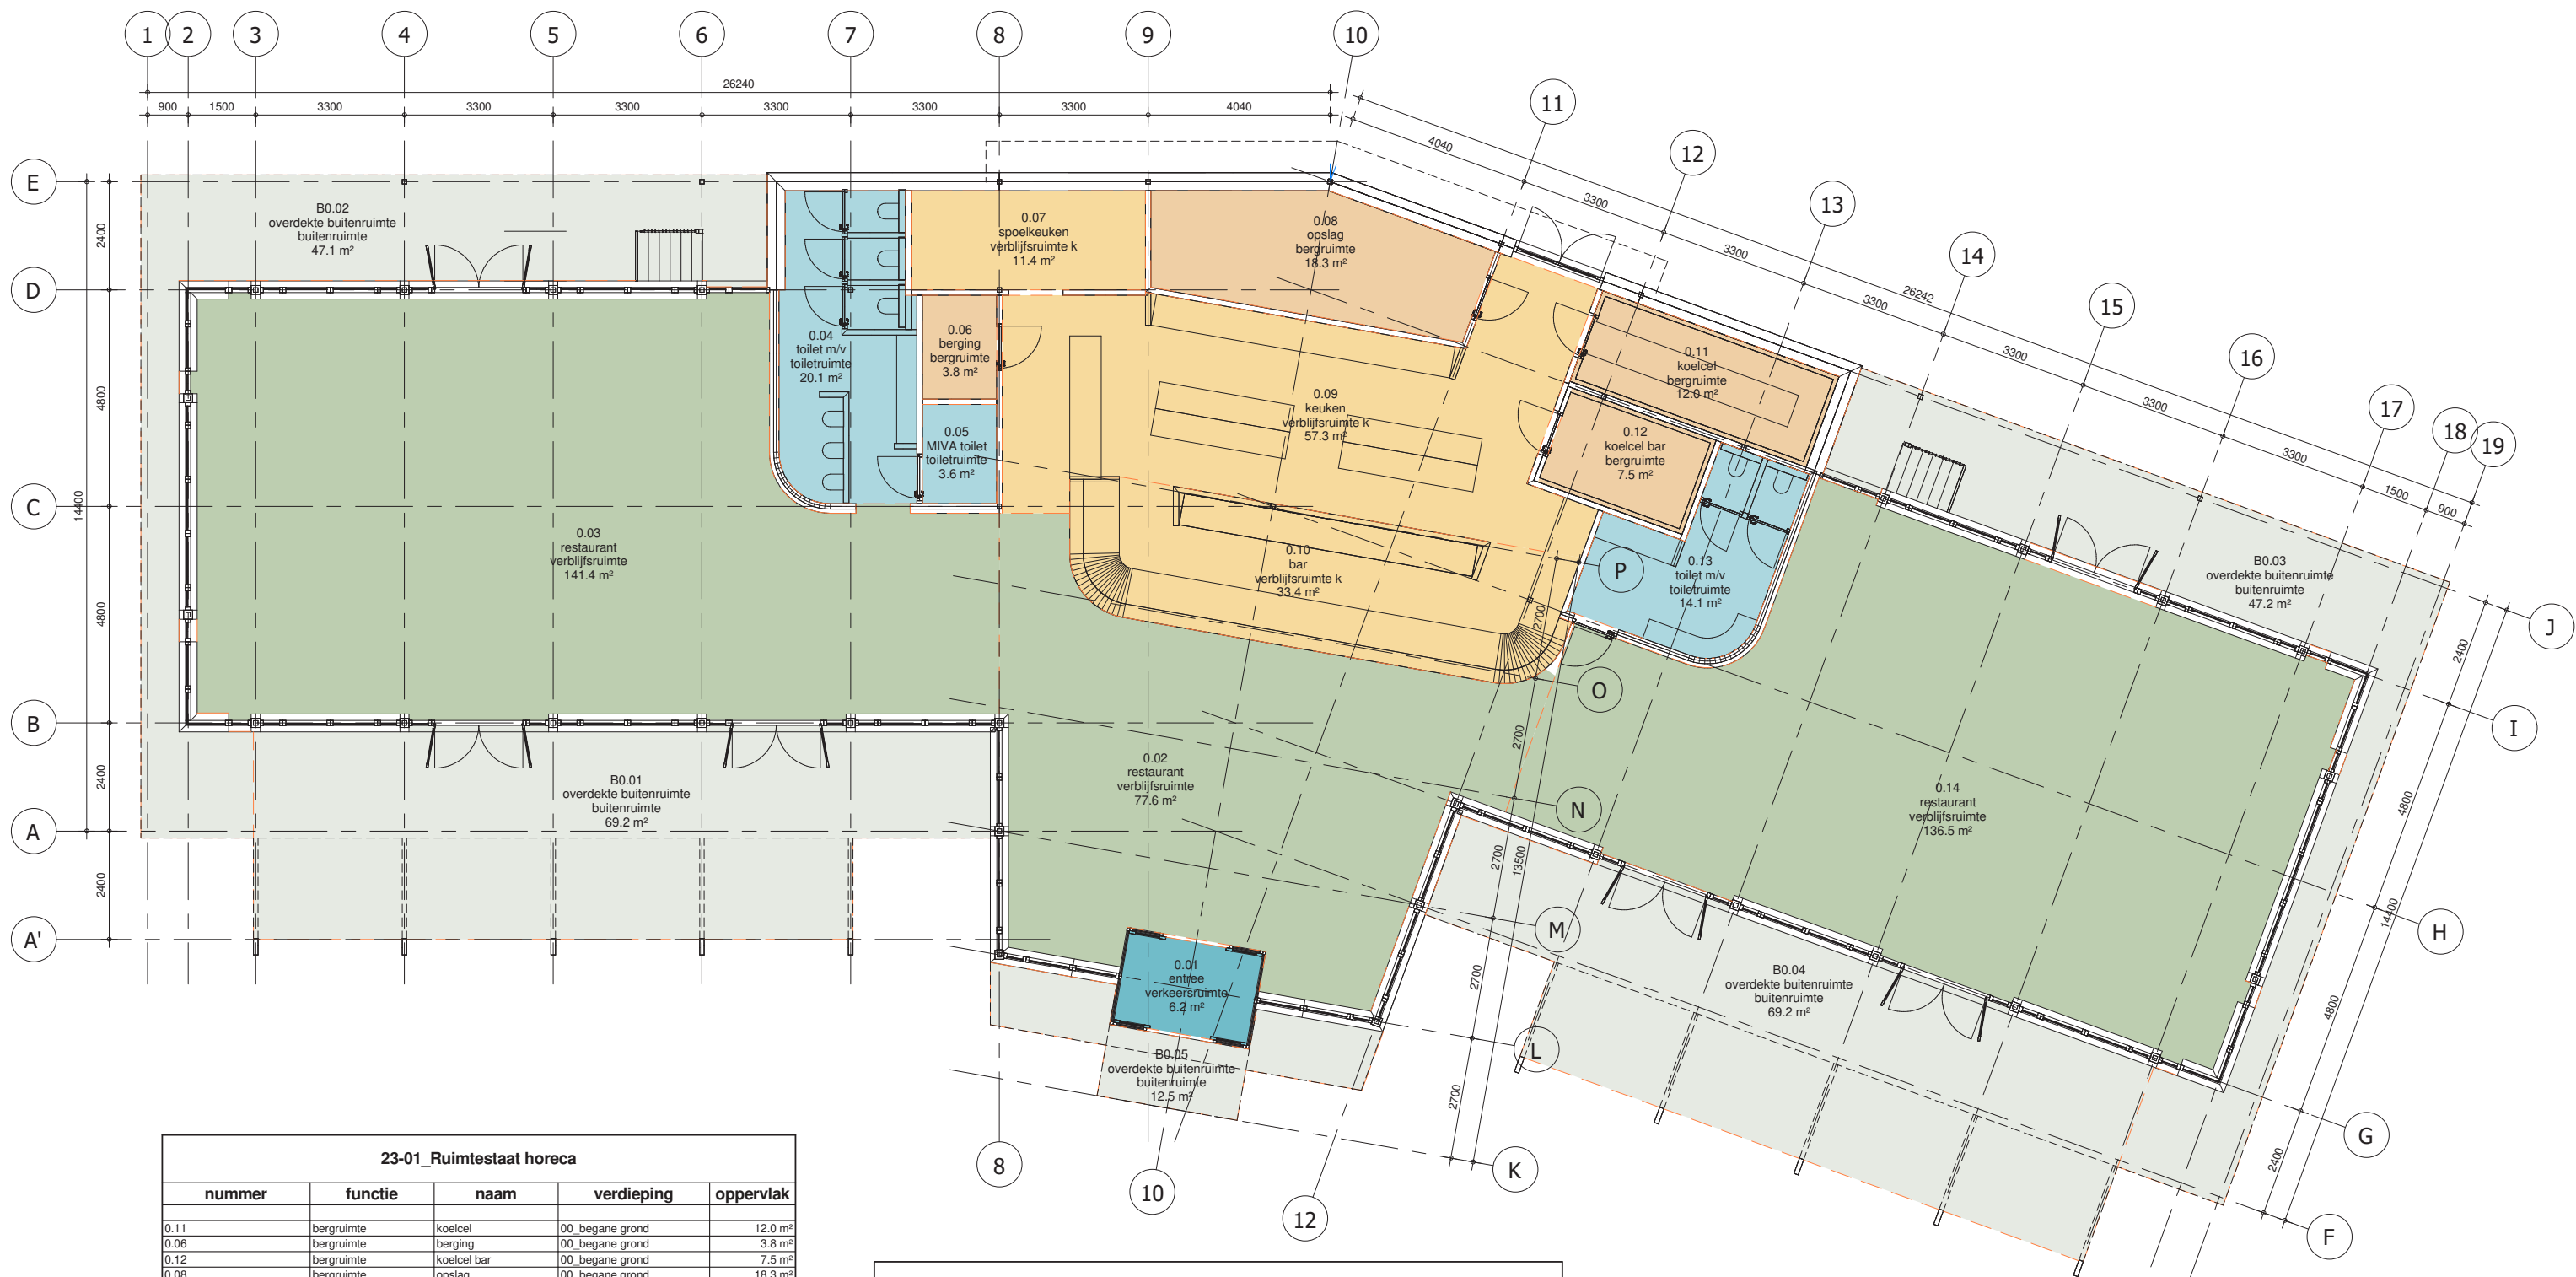 1 2 3 4 5 6 7 8 9 10
26240
900 1500 3300 3300 3300 3300 3300 3300 4040
11 12 13 14 15 16 17 18 19
4040 3300 3300 3300 3300 3300 3300 1500 900
26242
E
D
C
B
A
A'
2400
4800
14400
4800
2400
2400
B0.02
overdekte buitenruimte
buitenruimte
47.1 m²
0.07
spoelkeuken
verblijfsruimte k
11.4 m²
0.08
opslag
bergruimte
18.3 m²
0.04
toilet m/v
toiletruimte
20.1 m²
0.06
berging
bergruimte
3.8 m²
0.05
MIVA toilet
toiletruimte
3.6 m²
0.09
keuken
verblijfsruimte k
57.3 m²
0.11
koelcel
bergruimte
12.0 m²
0.12
koelcel bar
bergruimte
7.5 m²
0.03
restaurant
verblijfsruimte
141.4 m²
0.10
bar
verblijfsruimte k
33.4 m²
0.13
toilet m/v
toiletruimte
14.1 m²
B0.03
overdekte buitenruimte
buitenruimte
47.2 m²
0.02
restaurant
verblijfsruimte
77.6 m²
0.14
restaurant
verblijfsruimte
136.5 m²
B0.01
overdekte buitenruimte
buitenruimte
69.2 m²
0.01
entree
verkeersruimte
6.2 m²
B0.04
overdekte buitenruimte
buitenruimte
69.2 m²
B0.05
overdekte buitenruimte
buitenruimte
12.5 m²
P
O
N
M
L
K
2700
2700
2700
13500
2700
2700
J
I
H
G
F
2400
4800
14400
4800
2400
8
10
12
23-01_Ruimtestaat horeca
nummer functie naam verdieping oppervlak
0.11 bergruimte koelcel 00_begane grond 12.0 m²
0.06 bergruimte berging 00_begane grond 3.8 m²
0.12 bergruimte koelcel bar 00_begane grond 7.5 m²
0.08 bergruimte opslag 00_begane grond 18.3 m²